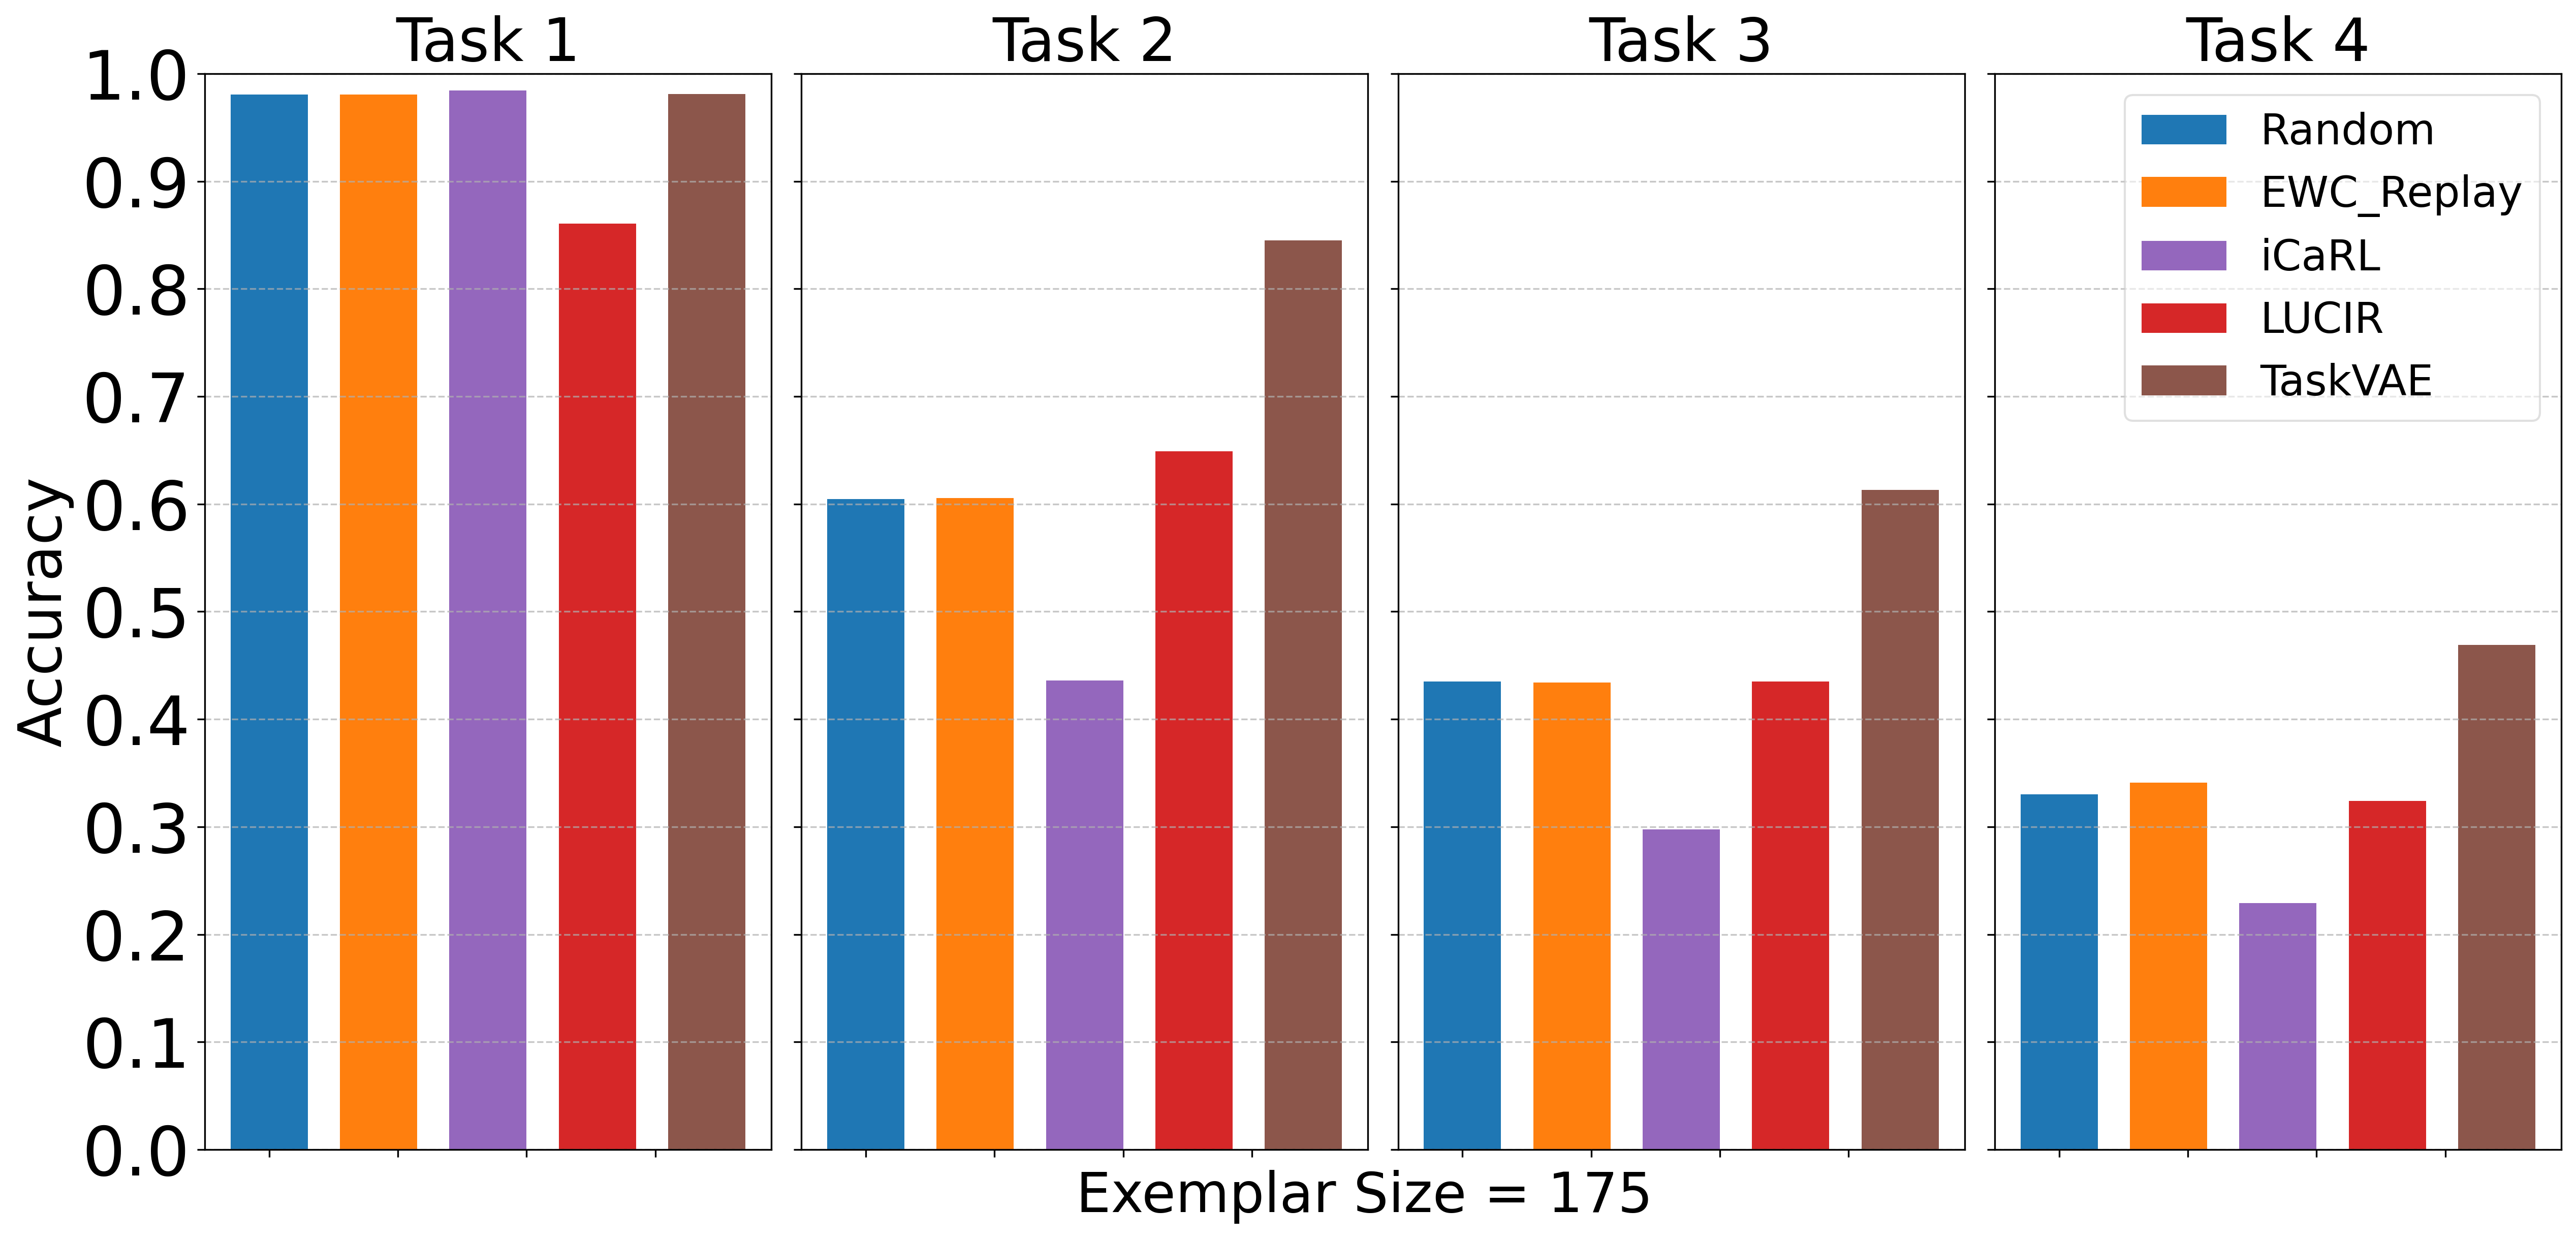 Task 1
Task 2
Task 3
Task 4
1.0
0.9
0.8
0.7
0.6
0.5
0.4
0.3
0.2
0.1
0.0
Accuracy
Random
EWC_Replay
iCaRL
LUCIR
TaskVAE
Exemplar Size = 175